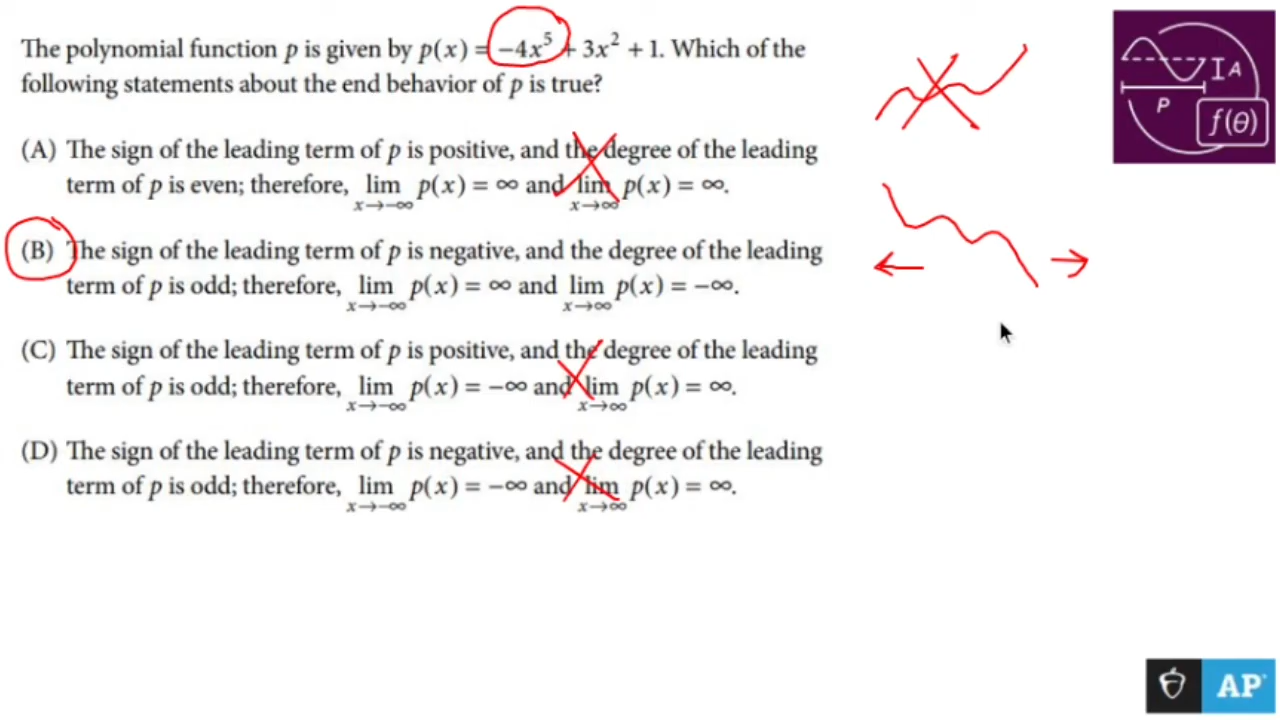 The polynomial function p is given by p(x) = −4x⁵ + 3x² + 1. Which of the
following statements about the end behavior of p is true?
(A) The sign of the leading term of p is positive, and the degree of the leading
term of p is even; therefore, lim x→−∞ p(x) = ∞ and lim x→∞ p(x) = ∞.
(B) The sign of the leading term of p is negative, and the degree of the leading
term of p is odd; therefore, lim x→−∞ p(x) = ∞ and lim x→∞ p(x) = −∞.
(C) The sign of the leading term of p is positive, and the degree of the leading
term of p is odd; therefore, lim x→−∞ p(x) = −∞ and lim x→∞ p(x) = ∞.
(D) The sign of the leading term of p is negative, and the degree of the leading
term of p is odd; therefore, lim x→−∞ p(x) = −∞ and lim x→∞ p(x) = ∞.
A
P
f(θ)
AP